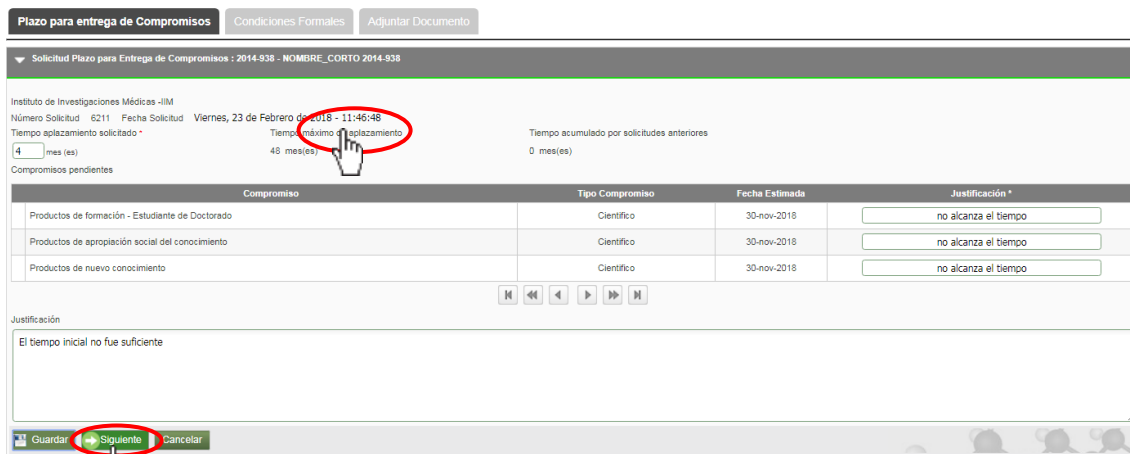 Plazo para entrega de Compromisos Condiciones Formales Adjuntar Documento
Solicitud Plazo para Entrega de Compromisos : 2014-938 - NOMBRE_CORTO 2014-938
Instituto de Investigaciones Médicas -IIM
Número Solicitud 6211 Fecha Solicitud Viernes, 23 de Febrero de 2018 - 11:46:48
Tiempo aplazamiento solicitado * Tiempo máximo de aplazamiento Tiempo acumulado por solicitudes anteriores
4 mes (es) 48 mes(es) 0 mes(es)
Compromisos pendientes
Compromiso Tipo Compromiso Fecha Estimada Justificación *
Productos de formación - Estudiante de Doctorado Científico 30-nov-2018 no alcanza el tiempo
Productos de apropiación social del conocimiento Científico 30-nov-2018 no alcanza el tiempo
Productos de nuevo conocimiento Científico 30-nov-2018 no alcanza el tiempo
Justificación
El tiempo inicial no fue suficiente
Guardar Siguiente Cancelar